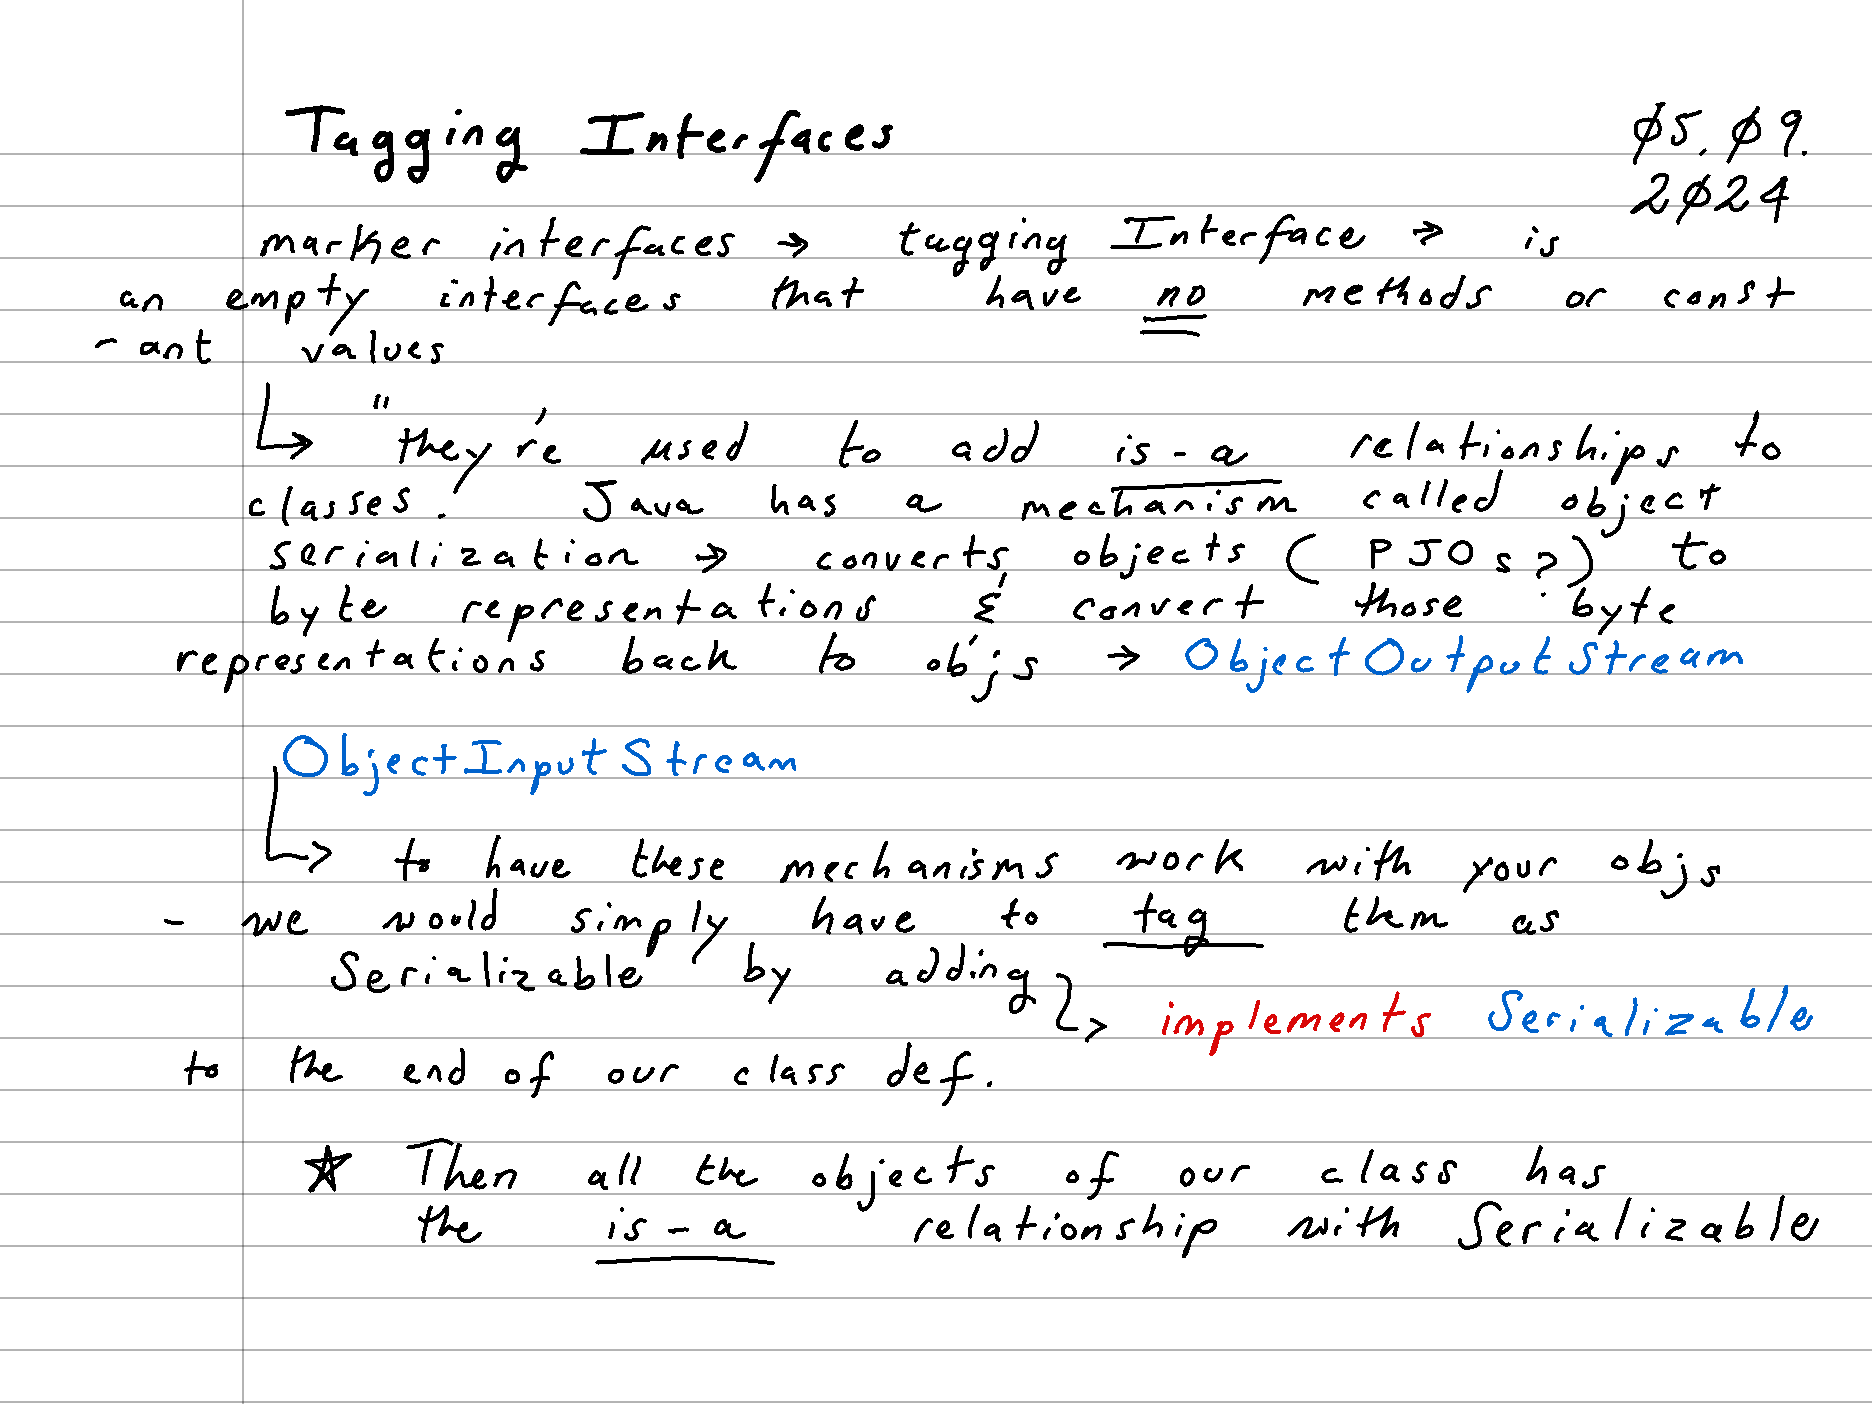 Tagging Interfaces
05.09.
2024
marker interfaces → tagging Interface → is
an empty interfaces that have no methods or const
- ant values
↳ "they're used to add is-a relationships to
classes. Java has a mechanism called object
serialization → converts objects (PJOs?) to
byte representations & convert those byte
representations back to objs → ObjectOutputStream
ObjectInputStream
↳ to have these mechanisms work with your objs
- we would simply have to tag them as
Serializable by adding
↳ implements Serializable
to the end of our class def.
☆ Then all the objects of our class has
the is-a relationship with Serializable